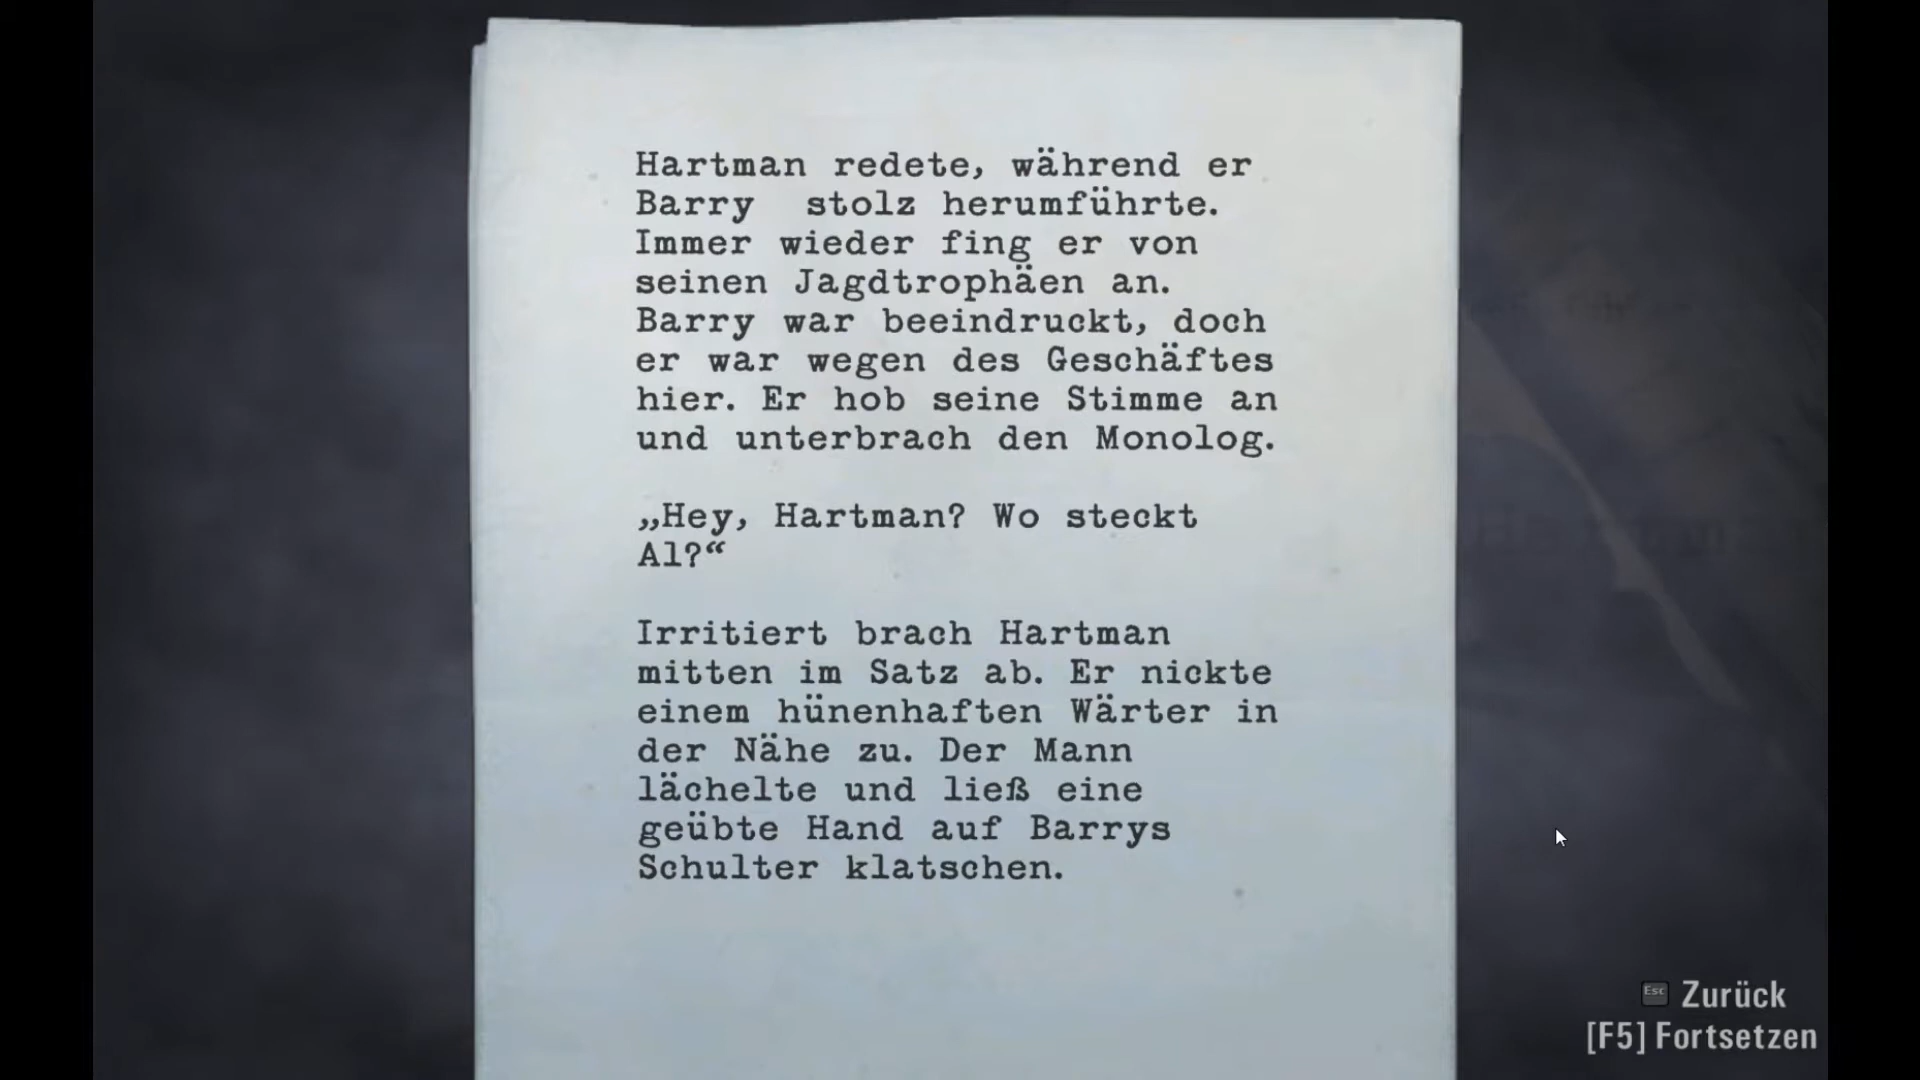 Hartman redete, während er
Barry  stolz herumführte.
Immer wieder fing er von
seinen Jagdtrophäen an.
Barry war beeindruckt, doch
er war wegen des Geschäftes
hier. Er hob seine Stimme an
und unterbrach den Monolog.
„Hey, Hartman? Wo steckt
Al?“
Irritiert brach Hartman
mitten im Satz ab. Er nickte
einem hünenhaften Wärter in
der Nähe zu. Der Mann
lächelte und ließ eine
geübte Hand auf Barrys
Schulter klatschen.
Esc Zurück
[F5] Fortsetzen